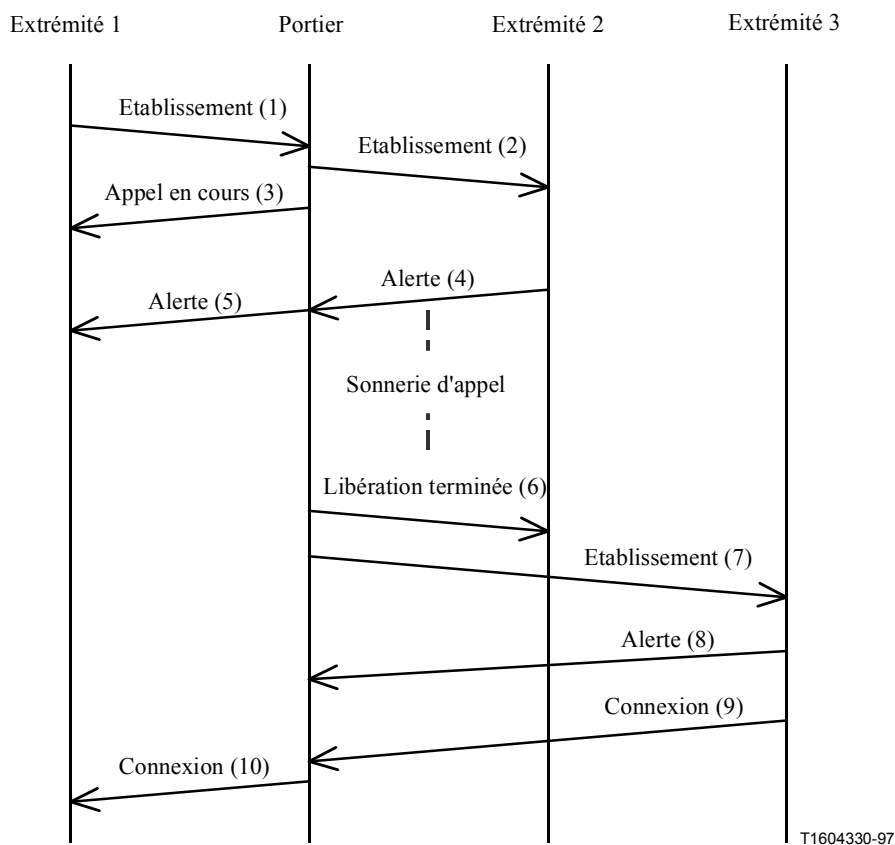 Extrémité 1
Portier
Extrémité 2
Extrémité 3
Etablissement (1)
Etablissement (2)
Appel en cours (3)
Alerte (4)
Alerte (5)
Sonnerie d'appel
Libération terminée (6)
Etablissement (7)
Alerte (8)
Connexion (9)
Connexion (10)
T1604330-97